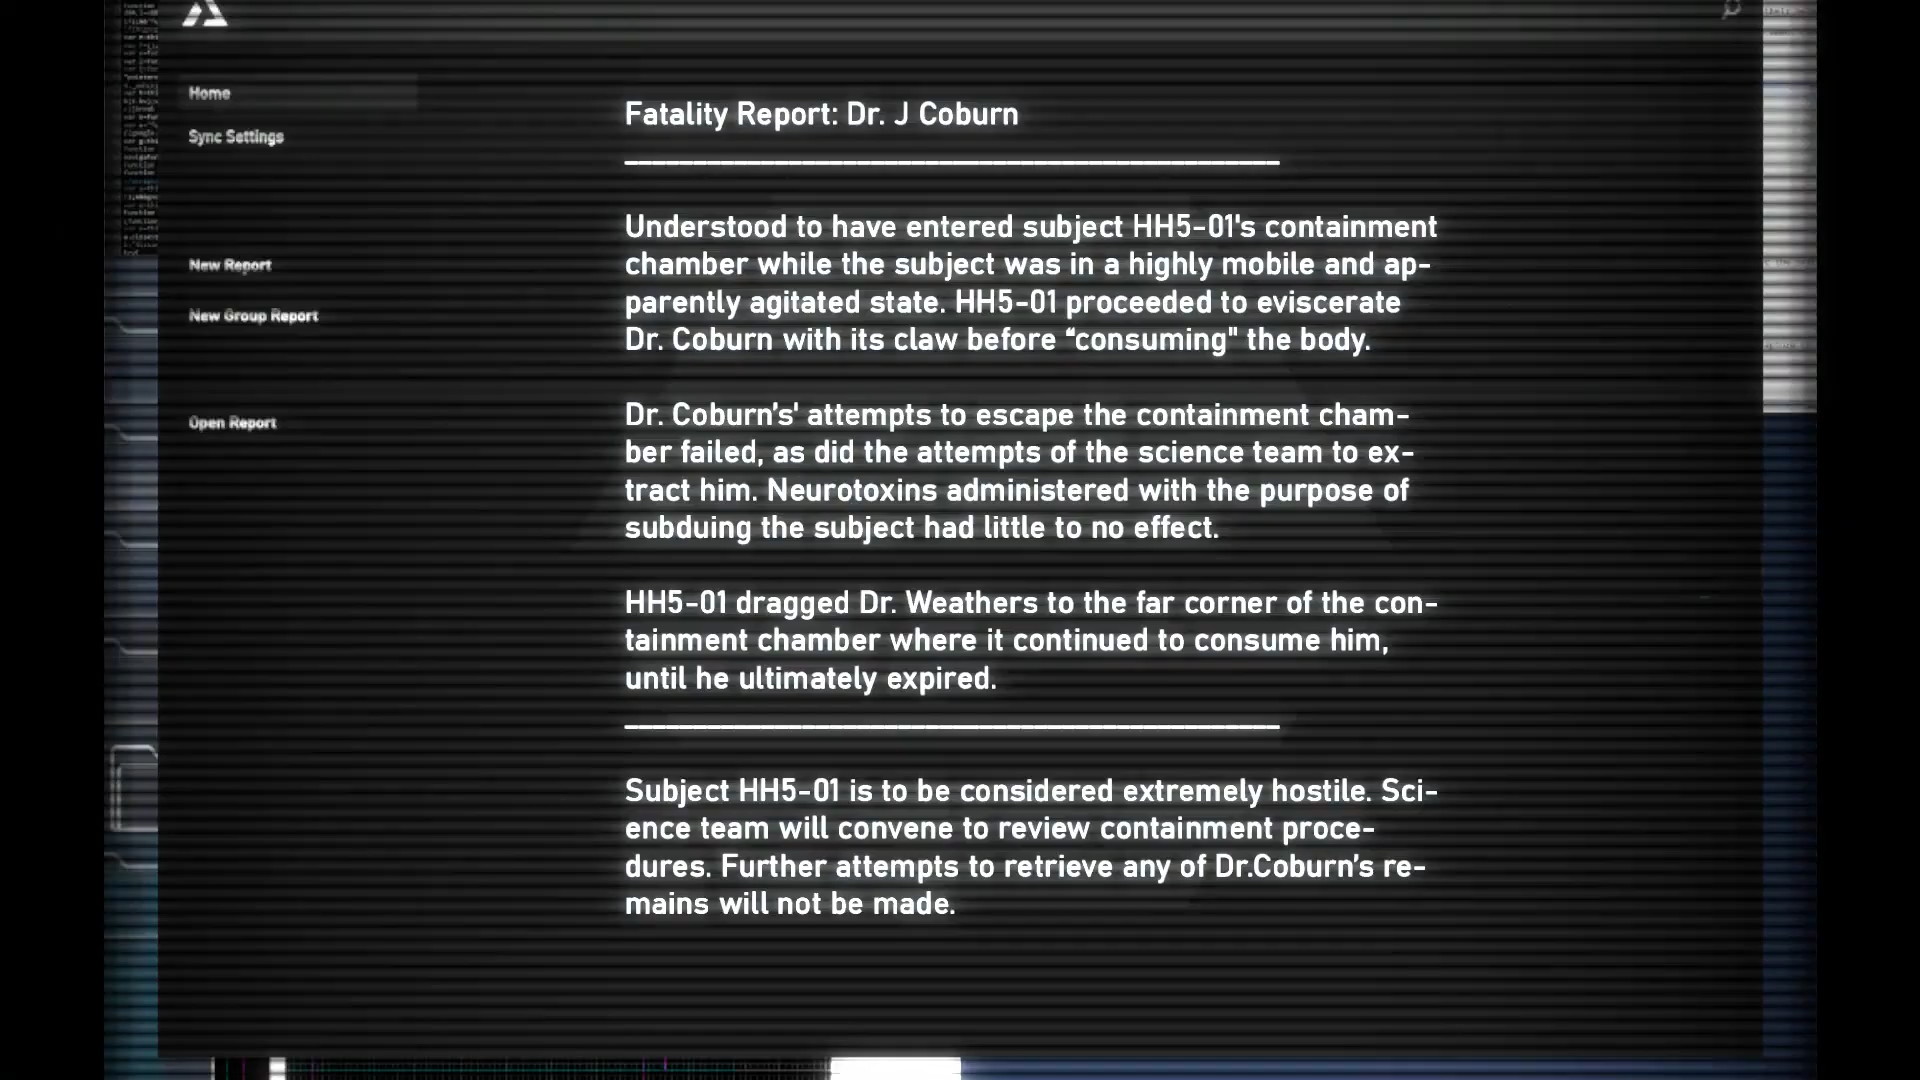 Home
Sync Settings
New Report
New Group Report
Open Report
Fatality Report: Dr. J Coburn
Understood to have entered subject HH5-01's containment
chamber while the subject was in a highly mobile and ap-
parently agitated state. HH5-01 proceeded to eviscerate
Dr. Coburn with its claw before “consuming" the body.
Dr. Coburn’s' attempts to escape the containment cham-
ber failed, as did the attempts of the science team to ex-
tract him. Neurotoxins administered with the purpose of
subduing the subject had little to no effect.
HH5-01 dragged Dr. Weathers to the far corner of the con-
tainment chamber where it continued to consume him,
until he ultimately expired.
Subject HH5-01 is to be considered extremely hostile. Sci-
ence team will convene to review containment proce-
dures. Further attempts to retrieve any of Dr.Coburn’s re-
mains will not be made.